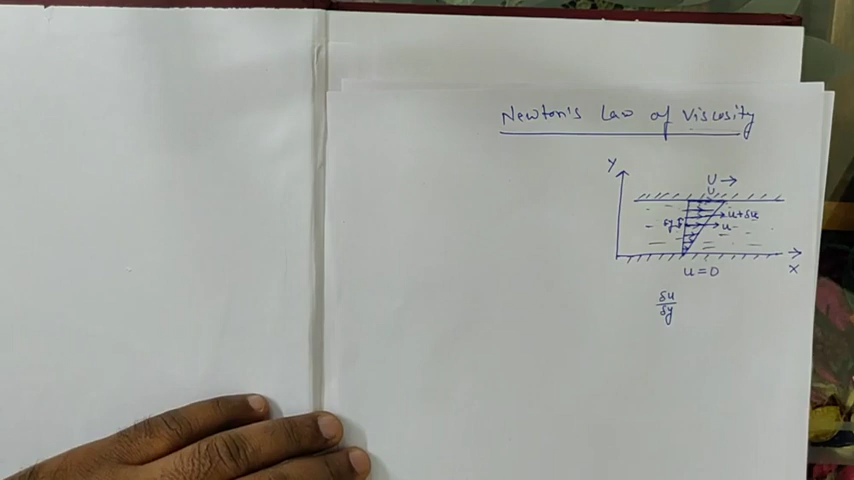 Newton's Law of Viscosity
Y
U →
U
u+δu
δy
u
X
u=0
δu
δy